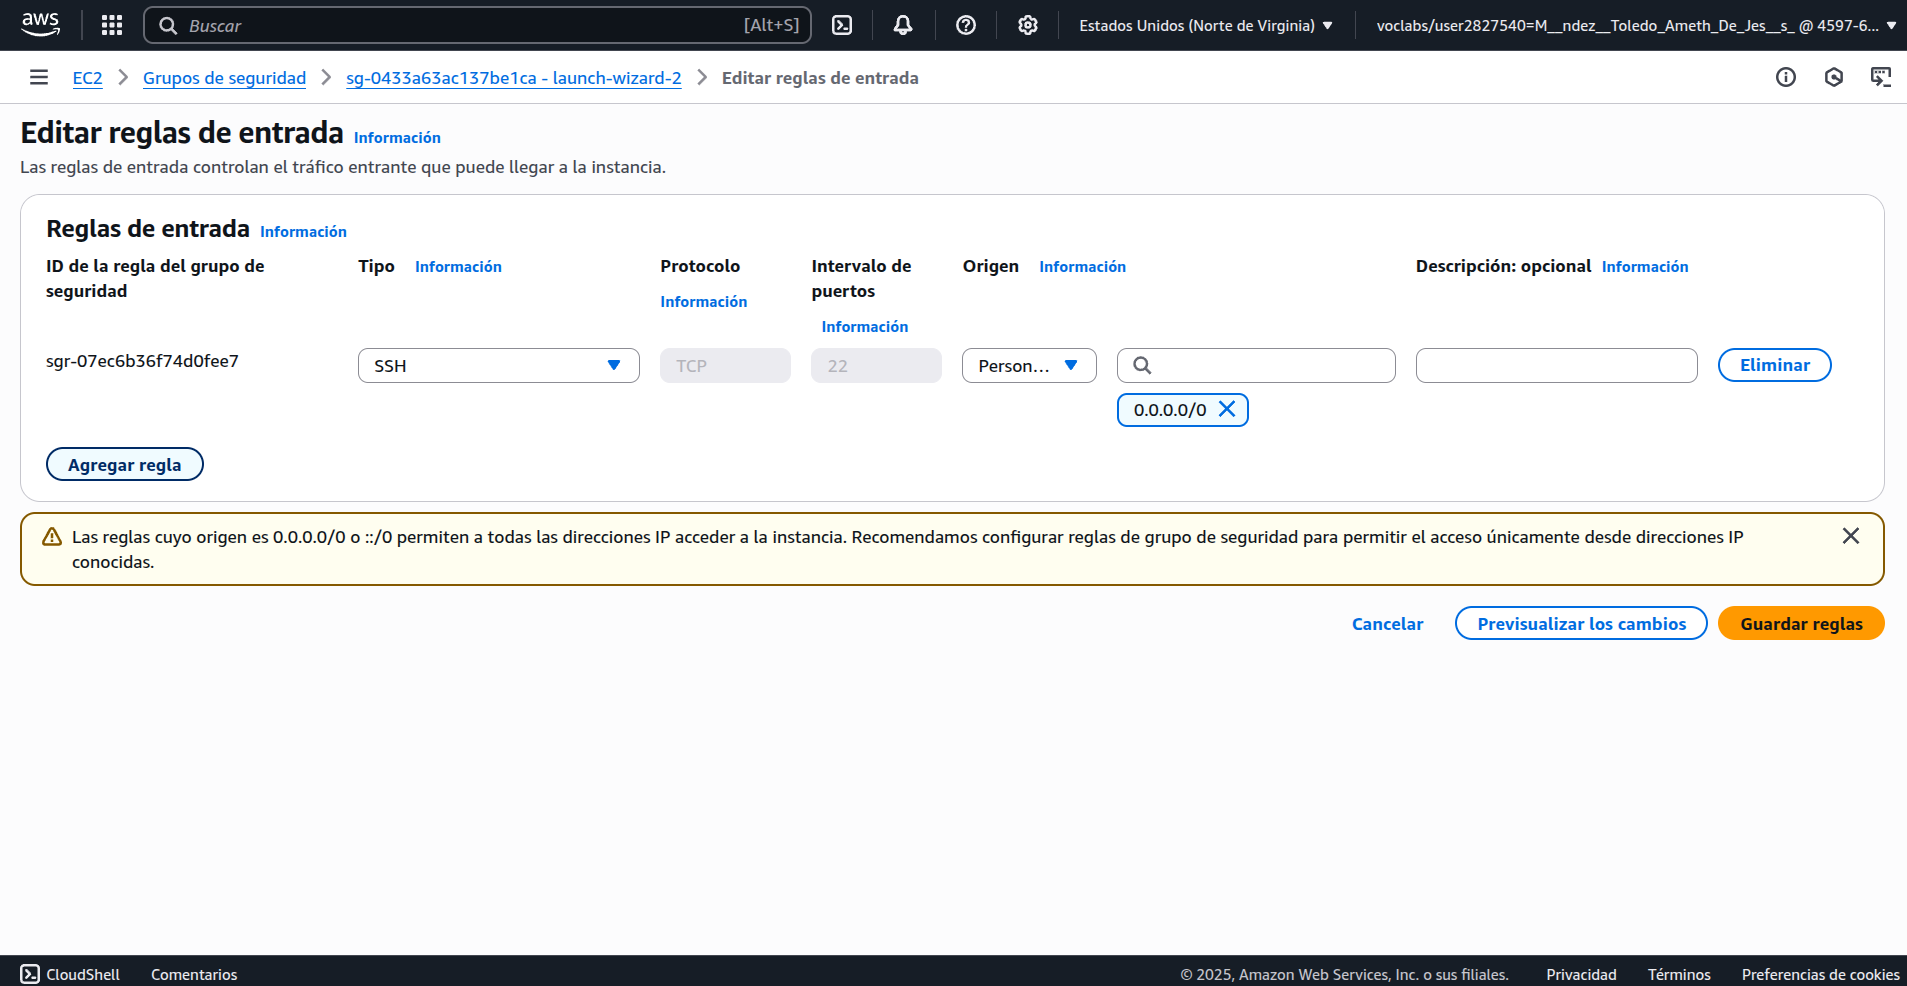 aws
Buscar
[Alt+S]
Estados Unidos (Norte de Virginia)
voclabs/user2827540=M__ndez__Toledo_Ameth_De_Jes__s_ @ 4597-6...
EC2
Grupos de seguridad
sg-0433a63ac137be1ca - launch-wizard-2
Editar reglas de entrada
Editar reglas de entrada Información
Las reglas de entrada controlan el tráfico entrante que puede llegar a la instancia.
Reglas de entrada Información
ID de la regla del grupo de
seguridad
Tipo Información
Protocolo
Información
Intervalo de
puertos
Información
Origen Información
Descripción: opcional Información
sgr-07ec6b36f74d0fee7
SSH
TCP
22
Person...
Eliminar
0.0.0.0/0
Agregar regla
Las reglas cuyo origen es 0.0.0.0/0 o ::/0 permiten a todas las direcciones IP acceder a la instancia. Recomendamos configurar reglas de grupo de seguridad para permitir el acceso únicamente desde direcciones IP
conocidas.
Cancelar
Previsualizar los cambios
Guardar reglas
CloudShell
Comentarios
© 2025, Amazon Web Services, Inc. o sus filiales.
Privacidad
Términos
Preferencias de cookies